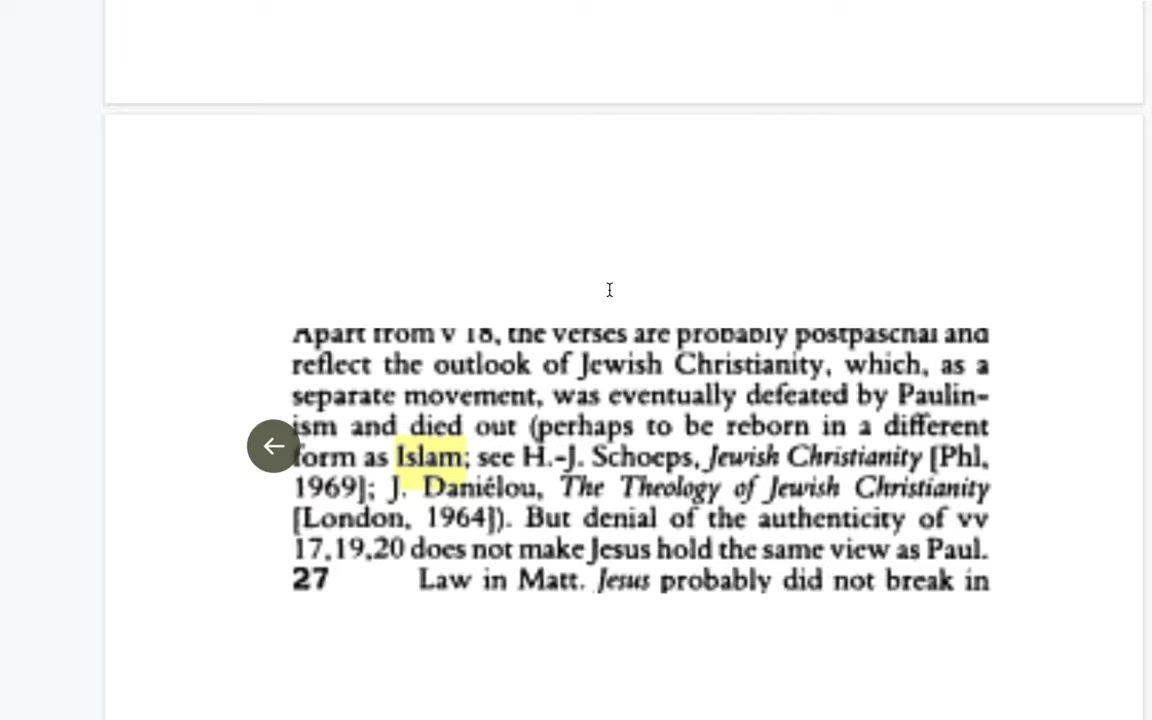 Apart from v 18, the verses are probably postpaschal and
reflect the outlook of Jewish Christianity, which, as a
separate movement, was eventually defeated by Paulin-
ism and died out (perhaps to be reborn in a different
form as Islam; see H.-J. Schoeps, Jewish Christianity [Phl,
1969]; J. Daniélou, The Theology of Jewish Christianity
[London, 1964]). But denial of the authenticity of vv
17,19,20 does not make Jesus hold the same view as Paul.
27 Law in Matt. Jesus probably did not break in